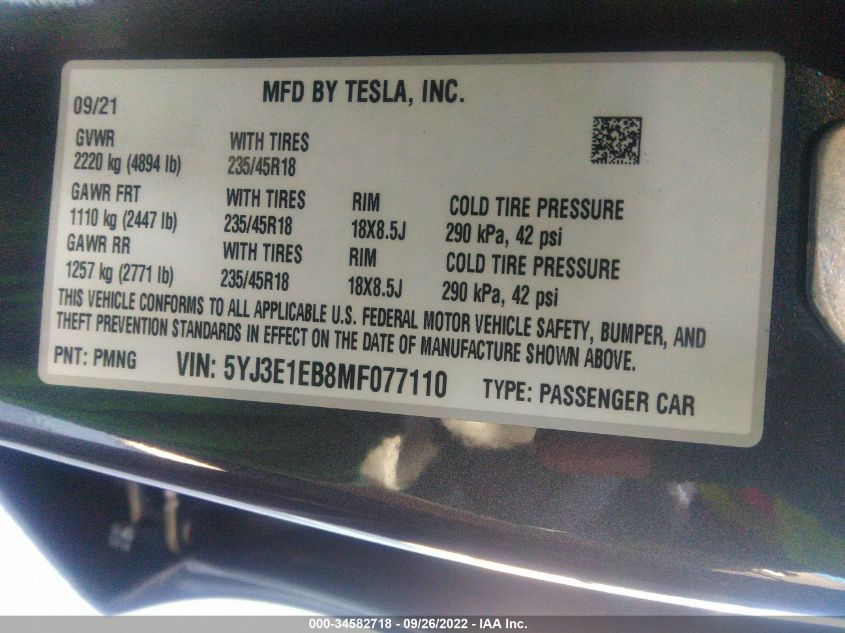 MFD BY TESLA, INC.
09/21
GVWR WITH TIRES
2220 kg (4894 lb) 235/45R18
GAWR FRT WITH TIRES RIM COLD TIRE PRESSURE
1110 kg (2447 lb) 235/45R18 18X8.5J 290 kPa, 42 psi
GAWR RR WITH TIRES RIM COLD TIRE PRESSURE
1257 kg (2771 lb) 235/45R18 18X8.5J 290 kPa, 42 psi
THIS VEHICLE CONFORMS TO ALL APPLICABLE U.S. FEDERAL MOTOR VEHICLE SAFETY, BUMPER, AND
THEFT PREVENTION STANDARDS IN EFFECT ON THE DATE OF MANUFACTURE SHOWN ABOVE.
PNT: PMNG VIN: 5YJ3E1EB8MF077110 TYPE: PASSENGER CAR
000-34582718 - 09/26/2022 - IAA Inc.